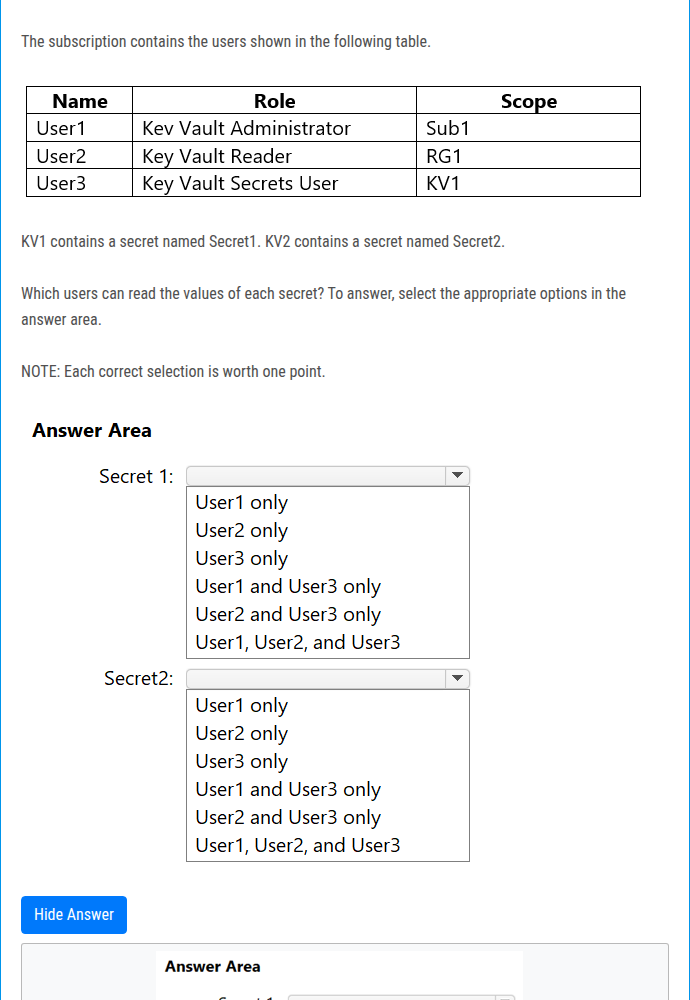 The subscription contains the users shown in the following table.
Name Role Scope
User1 Kev Vault Administrator Sub1
User2 Key Vault Reader RG1
User3 Key Vault Secrets User KV1
KV1 contains a secret named Secret1. KV2 contains a secret named Secret2.
Which users can read the values of each secret? To answer, select the appropriate options in the
answer area.
NOTE: Each correct selection is worth one point.
Answer Area
Secret 1:
User1 only
User2 only
User3 only
User1 and User3 only
User2 and User3 only
User1, User2, and User3
Secret2:
User1 only
User2 only
User3 only
User1 and User3 only
User2 and User3 only
User1, User2, and User3
Hide Answer
Answer Area